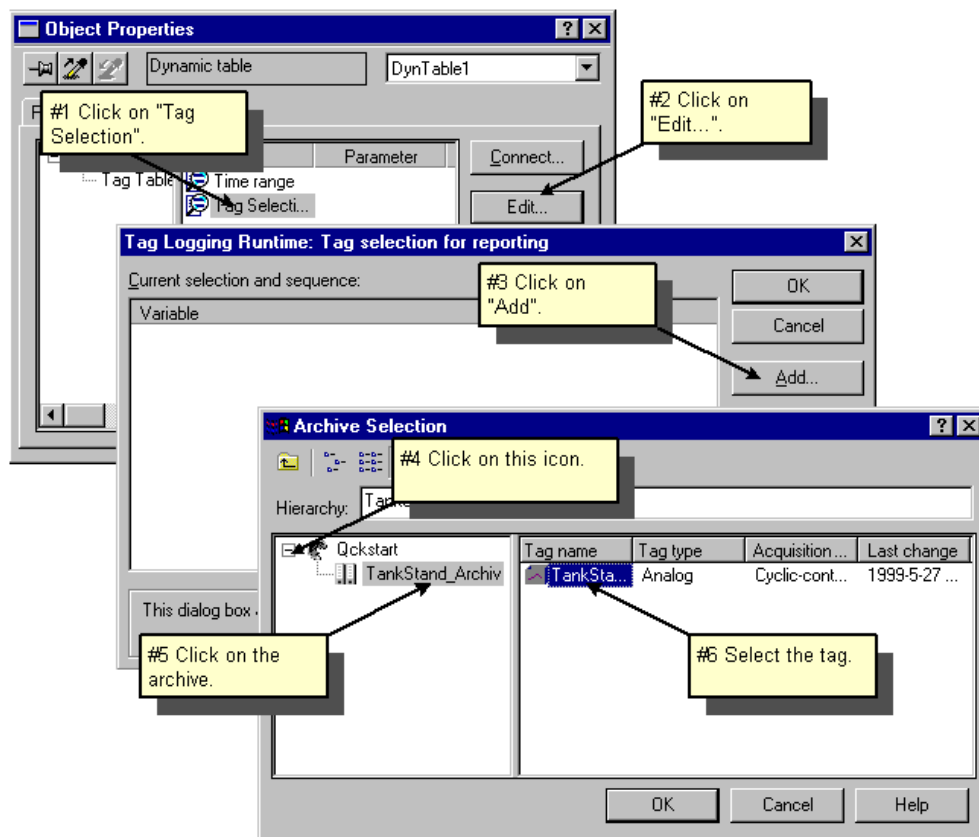 Object Properties
Dynamic table
DynTable1
#1 Click on "Tag
Selection".
#2 Click on
"Edit...".
Parameter
Connect...
Tag Table
Time range
Tag Selecti...
Edit...
Tag Logging Runtime: Tag selection for reporting
Current selection and sequence:
#3 Click on
"Add".
OK
Variable
Cancel
Add...
Archive Selection
#4 Click on this icon.
Hierarchy:
Qckstart
TankStand_Archiv
Tag name
Tag type
Acquisition ...
Last change
TankSta...
Analog
Cyclic-cont...
1999-5-27 ...
This dialog box
#5 Click on the
archive.
#6 Select the tag.
OK
Cancel
Help